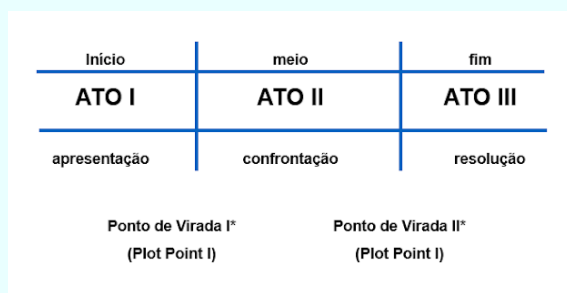 Início meio fim
ATO I ATO II ATO III
apresentação confrontação resolução
Ponto de Virada I* Ponto de Virada II*
(Plot Point I) (Plot Point I)